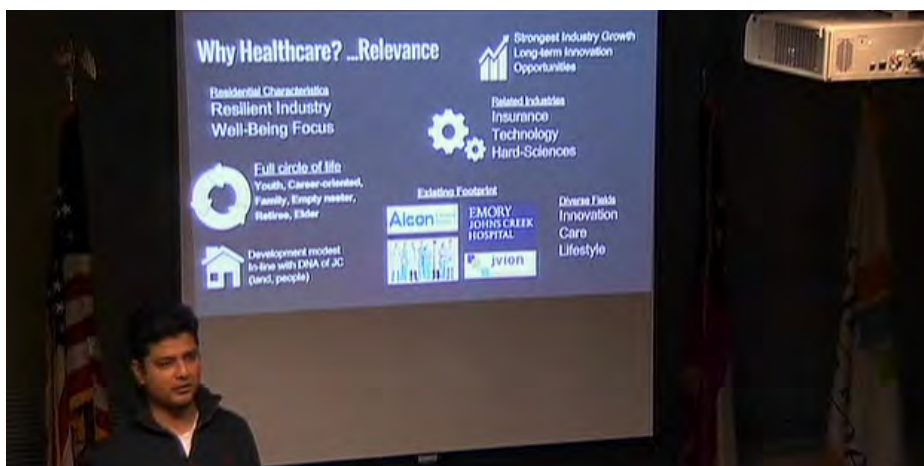 Why Healthcare? ...Relevance
Strongest Industry Growth
Long-term Innovation
Opportunities
Residential Characteristics
Resilient Industry
Well-Being Focus
Related Industries
Insurance
Technology
Hard-Sciences
Full circle of life
Youth, Career-oriented,
Family, Empty nester,
Retiree, Elder
Existing Footprint
Alcon
EMORY
JOHNS CREEK
HOSPITAL
jvion
Diverse Fields
Innovation
Care
Lifestyle
Development modest
In-line with DNA of JC
(land, people)